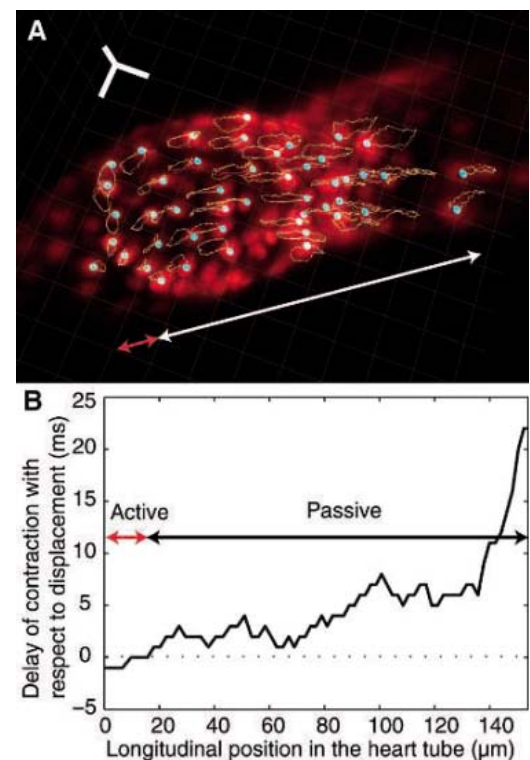 A
B
25
20
15
10
5
0
−5
Delay of contraction with
respect to displacement (ms)
Active
Passive
0 20 40 60 80 100 120 140
Longitudinal position in the heart tube (μm)